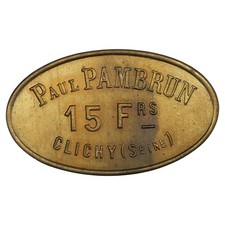 PAUL PAMBRUN
15 FRS
CLICHY (SEINE)